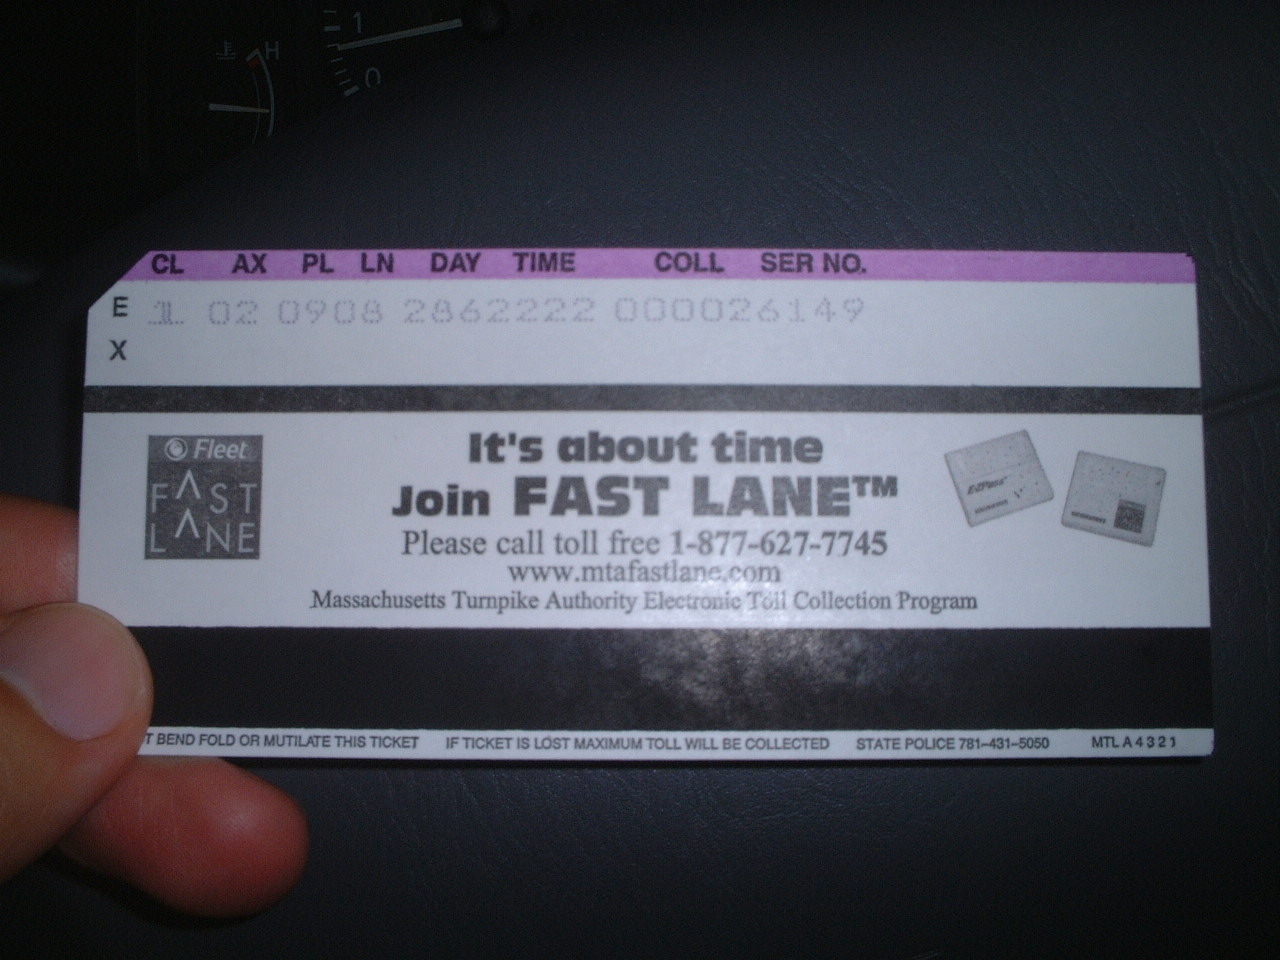 1
H
0
CL AX PL LN DAY TIME COLL SER NO.
E 1 02 0908 2862222 000026149
X
Fleet
FAST
LANE
It's about time
Join FAST LANE™
Please call toll free 1-877-627-7745
www.mtafastlane.com
Massachusetts Turnpike Authority Electronic Toll Collection Program
E-ZPass
T BEND FOLD OR MUTILATE THIS TICKET IF TICKET IS LOST MAXIMUM TOLL WILL BE COLLECTED STATE POLICE 781-431-5050 MTL A 4 3 2 1